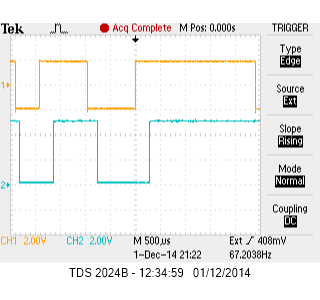 Tek Acq Complete M Pos: 0.000s TRIGGER
Type
Edge
Source
Ext
Slope
Rising
Mode
Normal
Coupling
DC
1
2
CH1 2.00V CH2 2.00V M 500µs Ext 408mV
1-Dec-14 21:22 67.2038Hz
TDS 2024B - 12:34:59 01/12/2014